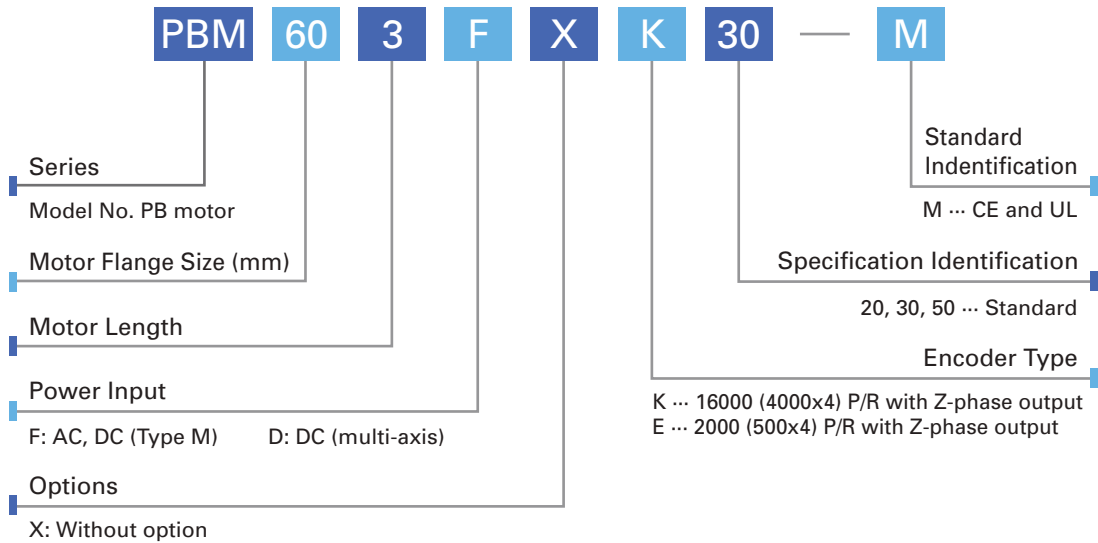 PBM 60 3 F X K 30 — M
Series
Model No. PB motor
Motor Flange Size (mm)
Motor Length
Power Input
F: AC, DC (Type M) D: DC (multi-axis)
Options
X: Without option
Standard
Indentification
M ··· CE and UL
Specification Identification
20, 30, 50 ··· Standard
Encoder Type
K ··· 16000 (4000x4) P/R with Z-phase output
E ··· 2000 (500x4) P/R with Z-phase output